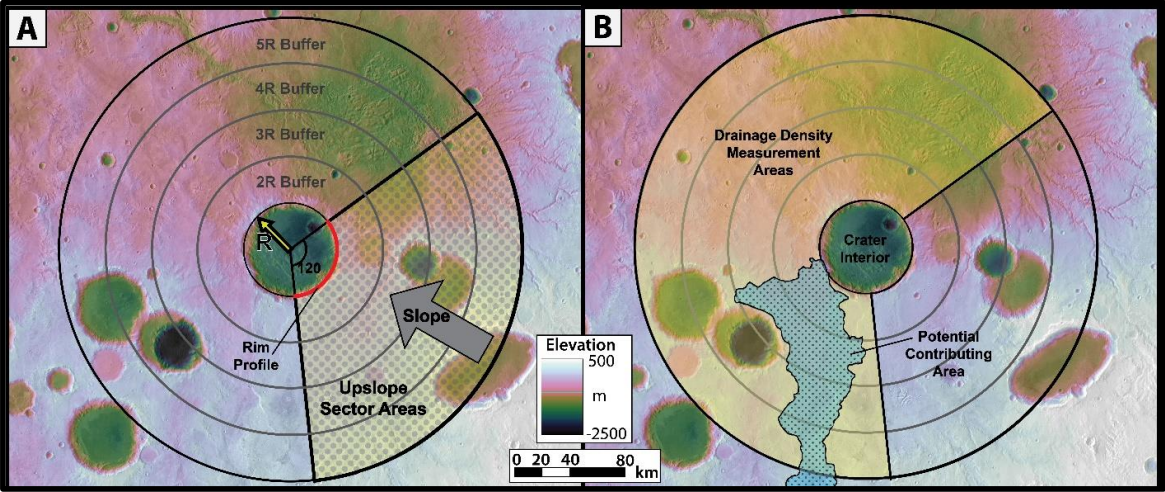 A
5R Buffer
4R Buffer
3R Buffer
2R Buffer
R
120
Rim
Profile
Slope
Upslope
Sector Areas
Elevation
500
m
-2500
0 20 40 80
km
B
Drainage Density
Measurement
Areas
Crater
Interior
Potential
Contributing
Area